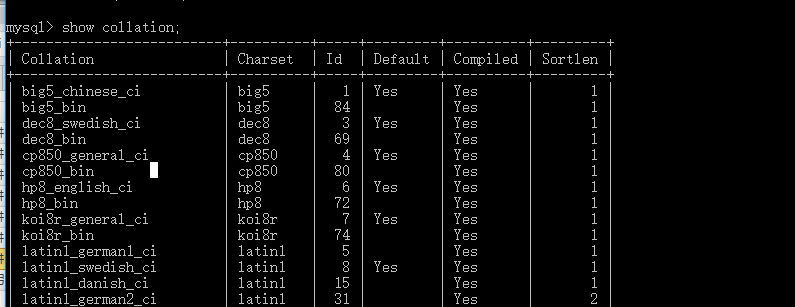 mysql> show collation;
+----------------------+----------+-----+---------+----------+---------+
| Collation | Charset | Id | Default | Compiled | Sortlen |
+----------------------+----------+-----+---------+----------+---------+
| big5_chinese_ci | big5 | 1 | Yes | Yes | 1 |
| big5_bin | big5 | 84 | | Yes | 1 |
| dec8_swedish_ci | dec8 | 3 | Yes | Yes | 1 |
| dec8_bin | dec8 | 69 | | Yes | 1 |
| cp850_general_ci | cp850 | 4 | Yes | Yes | 1 |
| cp850_bin | cp850 | 80 | | Yes | 1 |
| hp8_english_ci | hp8 | 6 | Yes | Yes | 1 |
| hp8_bin | hp8 | 72 | | Yes | 1 |
| koi8r_general_ci | koi8r | 7 | Yes | Yes | 1 |
| koi8r_bin | koi8r | 74 | | Yes | 1 |
| latin1_german1_ci | latin1 | 5 | | Yes | 1 |
| latin1_swedish_ci | latin1 | 8 | Yes | Yes | 1 |
| latin1_danish_ci | latin1 | 15 | | Yes | 1 |
| latin1_german2_ci | latin1 | 31 | | Yes | 2 |